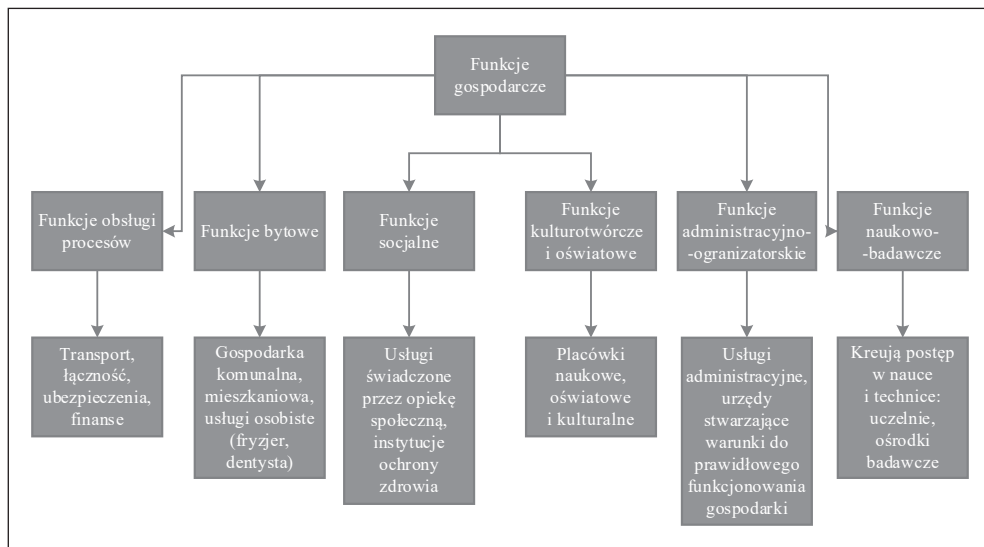 Funkcje
gospodarcze
Funkcje obsługi
procesów
Funkcje bytowe
Funkcje
socjalne
Funkcje
kulturotwórcze
i oświatowe
Funkcje
administracyjno-
-ogranizatorskie
Funkcje
naukowo-
-badawcze
Transport,
łączność,
ubezpieczenia,
finanse
Gospodarka
komunalna,
mieszkaniowa,
usługi osobiste
(fryzjer,
dentysta)
Usługi
świadczone
przez opiekę
społeczną,
instytucje
ochrony
zdrowia
Placówki
naukowe,
oświatowe
i kulturalne
Usługi
administracyjne,
urzędy
stwarzające
warunki do
prawidłowego
funkcjonowania
gospodarki
Kreują postęp
w nauce
i technice:
uczelnie,
ośrodki
badawcze